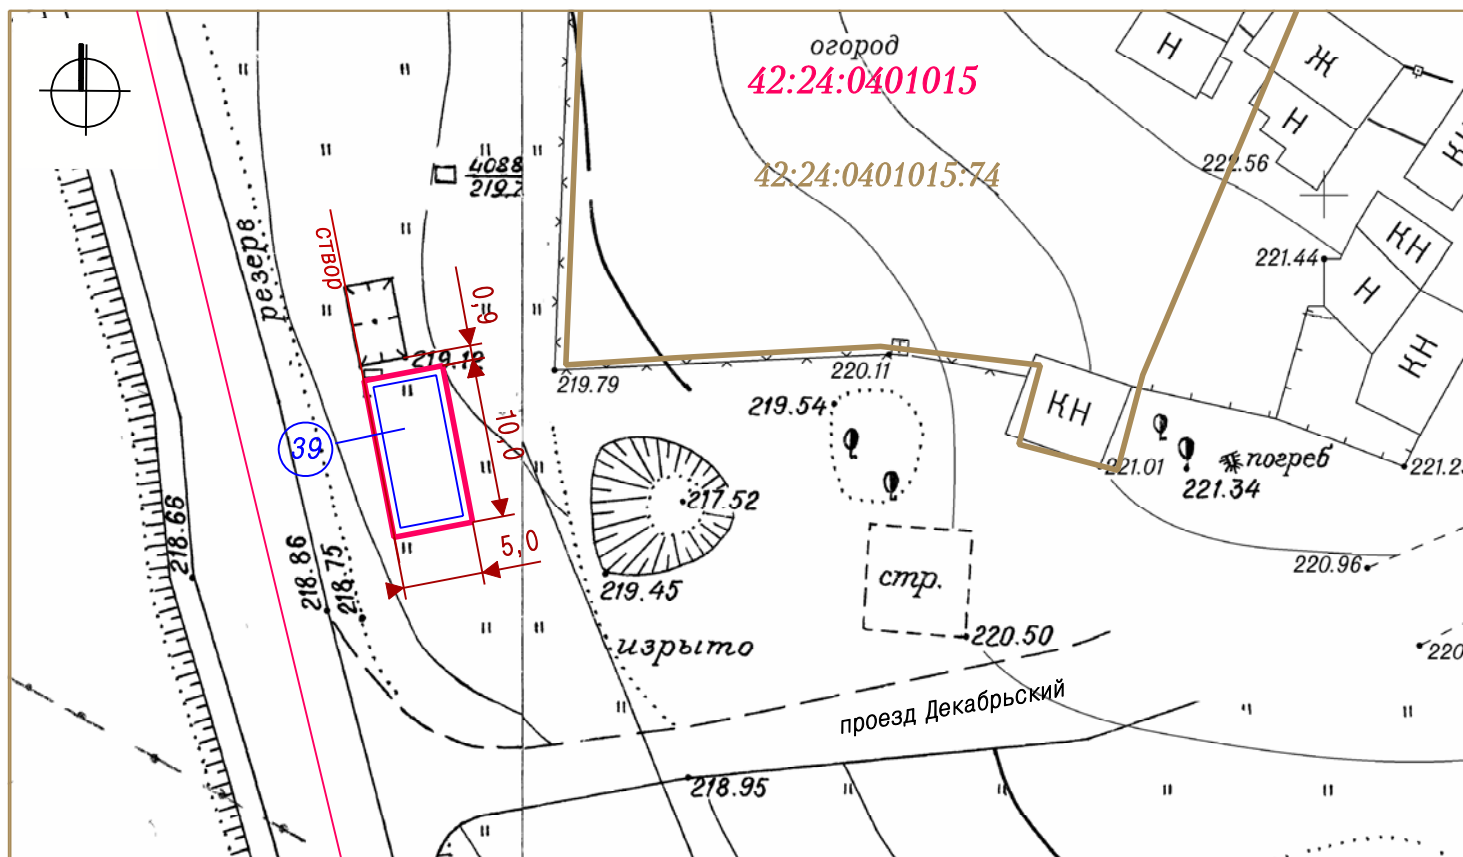 огород
42:24:0401015
42:24:0401015:74
Н
Ж
Н
КН
222.56
4088
219.7
резерв
створ
0,9
КН
221.44
Н
КН
219.12
219.79
220.11
10,0
219.54
КН
39
221.01
погреб
221.34
217.52
218.66
5,0
218.86
218.75
219.45
стр.
220.96
изрыто
220.50
проезд Декабрьский
218.95